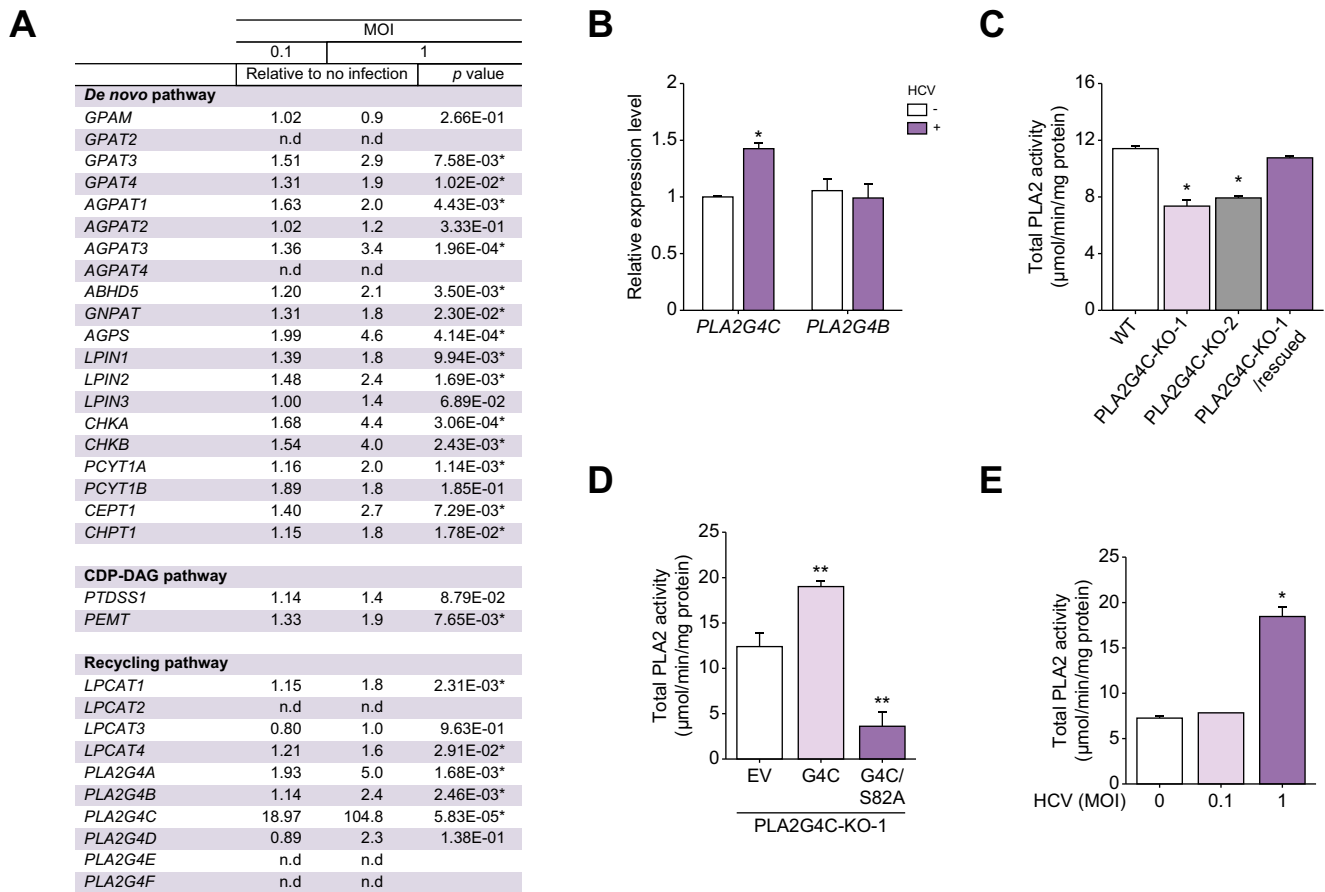 A
MOI
0.1 1
Relative to no infection p value
De novo pathway
GPAM 1.02 0.9 2.66E-01
GPAT2 n.d n.d
GPAT3 1.51 2.9 7.58E-03*
GPAT4 1.31 1.9 1.02E-02*
AGPAT1 1.63 2.0 4.43E-03*
AGPAT2 1.02 1.2 3.33E-01
AGPAT3 1.36 3.4 1.96E-04*
AGPAT4 n.d n.d
ABHD5 1.20 2.1 3.50E-03*
GNPAT 1.31 1.8 2.30E-02*
AGPS 1.99 4.6 4.14E-04*
LPIN1 1.39 1.8 9.94E-03*
LPIN2 1.48 2.4 1.69E-03*
LPIN3 1.00 1.4 6.89E-02
CHKA 1.68 4.4 3.06E-04*
CHKB 1.54 4.0 2.43E-03*
PCYT1A 1.16 2.0 1.14E-03*
PCYT1B 1.89 1.8 1.85E-01
CEPT1 1.40 2.7 7.29E-03*
CHPT1 1.15 1.8 1.78E-02*
CDP-DAG pathway
PTDSS1 1.14 1.4 8.79E-02
PEMT 1.33 1.9 7.65E-03*
Recycling pathway
LPCAT1 1.15 1.8 2.31E-03*
LPCAT2 n.d n.d
LPCAT3 0.80 1.0 9.63E-01
LPCAT4 1.21 1.6 2.91E-02*
PLA2G4A 1.93 5.0 1.68E-03*
PLA2G4B 1.14 2.4 2.46E-03*
PLA2G4C 18.97 104.8 5.83E-05*
PLA2G4D 0.89 2.3 1.38E-01
PLA2G4E n.d n.d
PLA2G4F n.d n.d
B
Relative expression level
2
1.5
1
0.5
0
*
HCV
-
+
PLA2G4C PLA2G4B
C
Total PLA2 activity
(μmol/min/mg protein)
16
12
8
4
0
* *
WT
PLA2G4C-KO-1
PLA2G4C-KO-2
PLA2G4C-KO-1
/rescued
D
Total PLA2 activity
(μmol/min/mg protein)
25
20
15
10
5
0
** **
EV G4C G4C/
S82A
PLA2G4C-KO-1
E
Total PLA2 activity
(μmol/min/mg protein)
25
20
15
10
5
0
*
HCV (MOI) 0 0.1 1